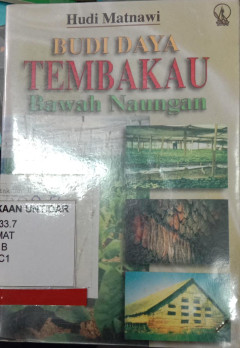 Hudi Matnawi
BUDI DAYA
TEMBAKAU
Bawah Naungan
KAAN UNTIDAR
33.7
MAT
B
C1